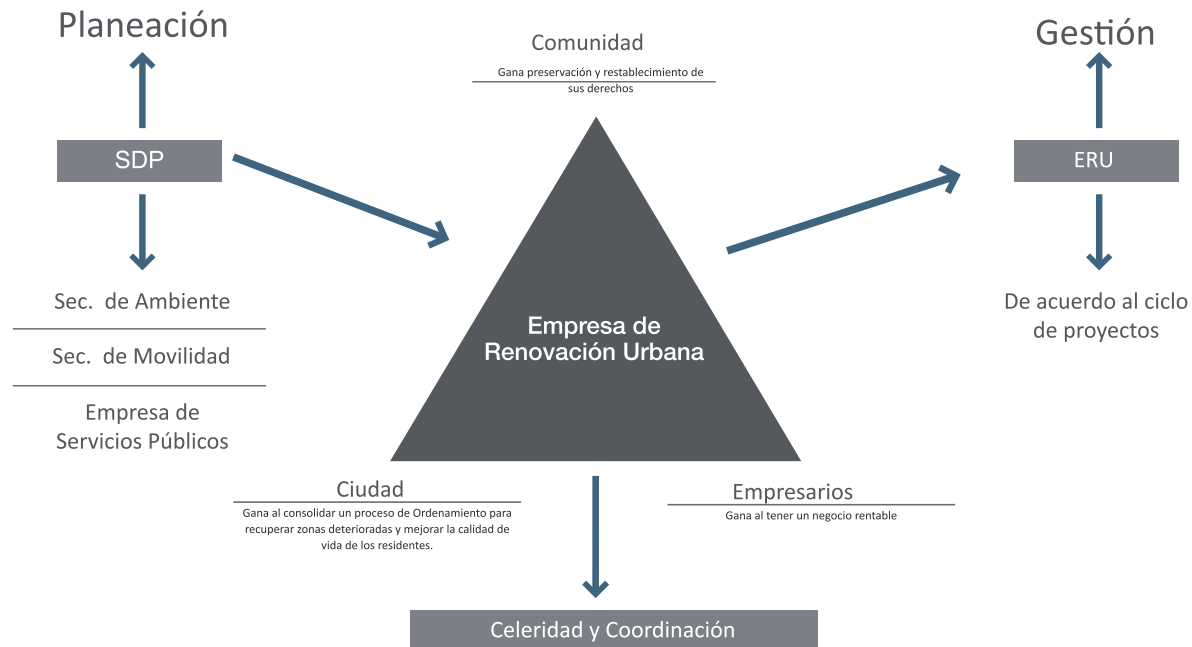 Planeación
SDP
Sec. de Ambiente
Sec. de Movilidad
Empresa de
Servicios Públicos
Comunidad
Gana preservación y restablecimiento de
sus derechos
Empresa de
Renovación Urbana
Ciudad
Gana al consolidar un proceso de Ordenamiento para
recuperar zonas deterioradas y mejorar la calidad de
vida de los residentes.
Empresarios
Gana al tener un negocio rentable
Celeridad y Coordinación
Gestión
ERU
De acuerdo al ciclo
de proyectos